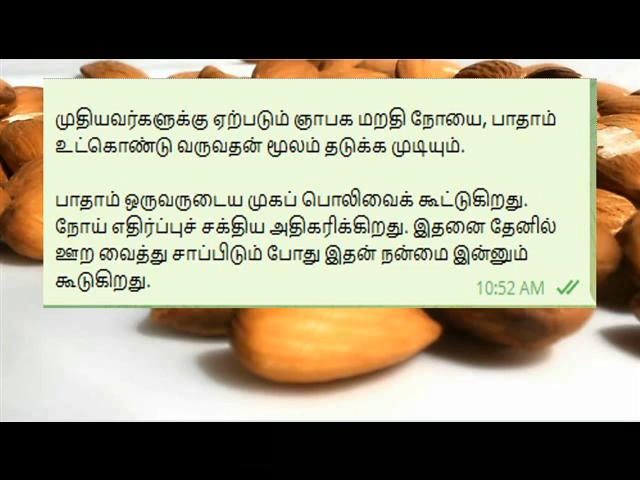 முதியவர்களுக்கு ஏற்படும் ஞாபக மறதி நோயை, பாதாம்
உட்கொண்டு வருவதன் மூலம் தடுக்க முடியும்.
பாதாம் ஒருவருடைய முகப் பொலிவைக் கூட்டுகிறது.
நோய் எதிர்ப்புச் சக்திய அதிகரிக்கிறது. இதனை தேனில்
ஊற வைத்து சாப்பிடும் போது இதன் நன்மை இன்னும்
கூடுகிறது.
10:52 AM